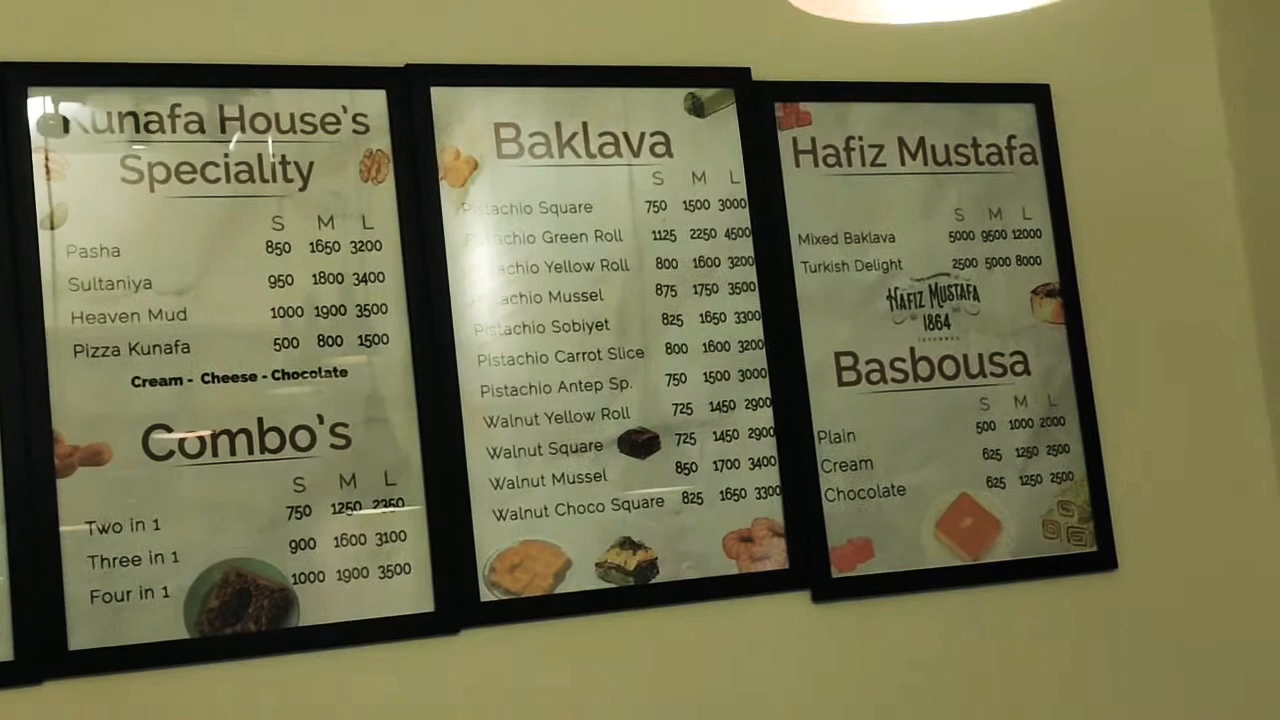 Kunafa House's
Speciality
S M L
Pasha 850 1650 3200
Sultaniya 950 1800 3400
Heaven Mud 1000 1900 3500
Pizza Kunafa 500 800 1500
Cream - Cheese - Chocolate
Combo's
S M L
Two in 1 750 1250 2350
Three in 1 900 1600 3100
Four in 1 1000 1900 3500
Baklava
S M L
Pistachio Square 750 1500 3000
Pistachio Green Roll 1125 2250 4500
Pistachio Yellow Roll 800 1600 3200
Pistachio Mussel 875 1750 3500
Pistachio Sobiyet 825 1650 3300
Pistachio Carrot Slice 800 1600 3200
Pistachio Antep Sp. 750 1500 3000
Walnut Yellow Roll 725 1450 2900
Walnut Square 725 1450 2900
Walnut Mussel 850 1700 3400
Walnut Choco Square 825 1650 3300
Hafiz Mustafa
S M L
Mixed Baklava 5000 9500 12000
Turkish Delight 2500 5000 8000
HAFIZ MUSTAFA
1864
Basbousa
S M L
Plain 500 1000 2000
Cream 625 1250 2500
Chocolate 625 1250 2500